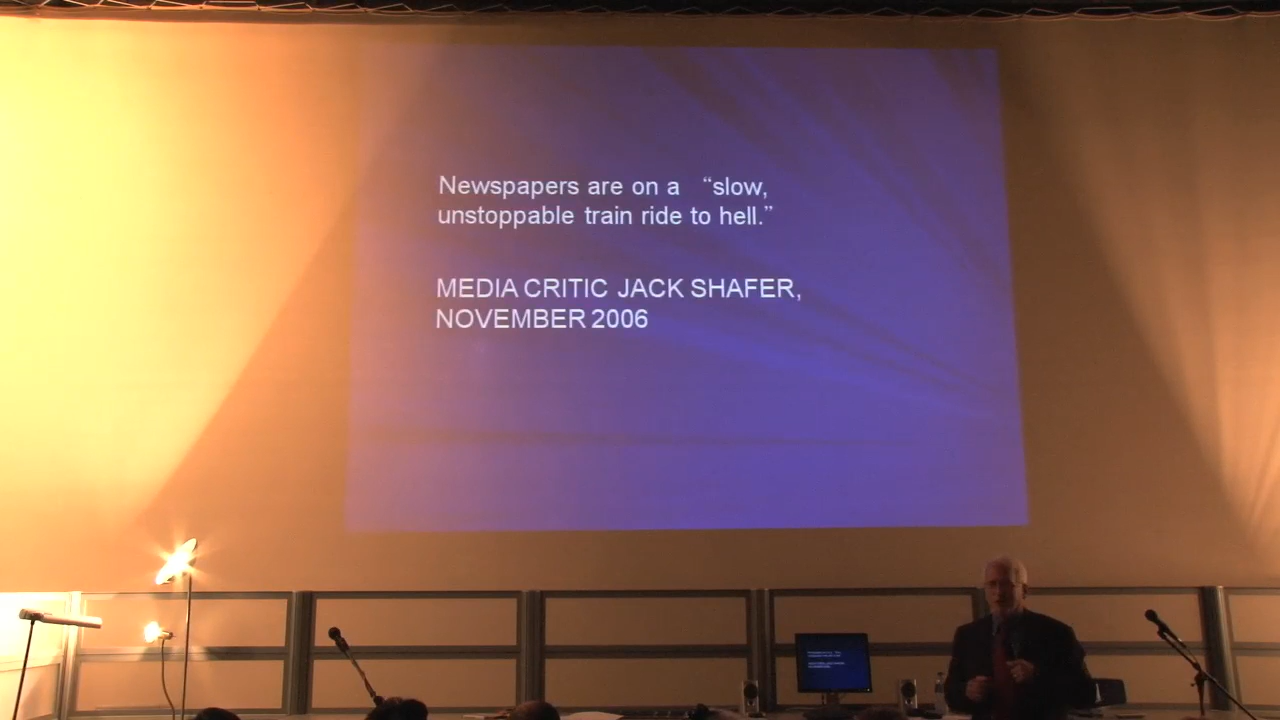 Newspapers are on a “slow,
unstoppable train ride to hell.”
MEDIA CRITIC JACK SHAFER,
NOVEMBER 2006